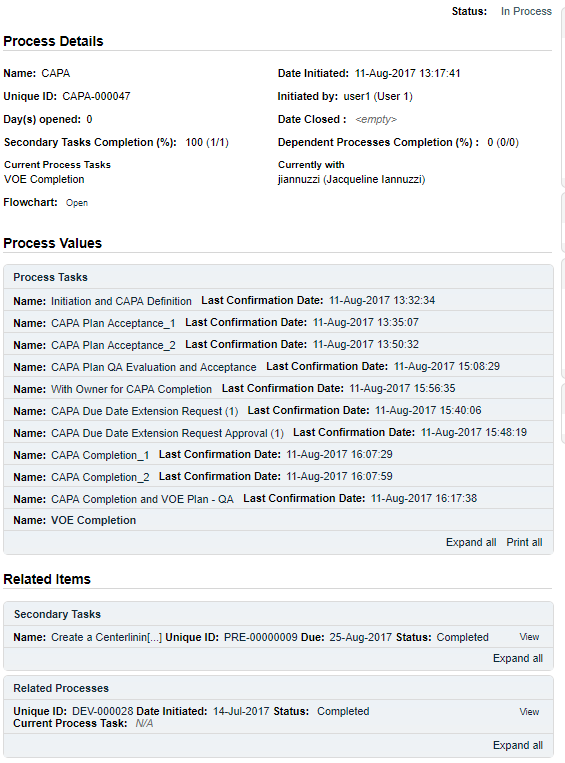 Status: In Process
Process Details
Name: CAPA Date Initiated: 11-Aug-2017 13:17:41
Unique ID: CAPA-000047 Initiated by: user1 (User 1)
Day(s) opened: 0 Date Closed : <empty>
Secondary Tasks Completion (%): 100 (1/1) Dependent Processes Completion (%) : 0 (0/0)
Current Process Tasks Currently with
VOE Completion jiannuzzi (Jacqueline Iannuzzi)
Flowchart: Open
Process Values
Process Tasks
Name: Initiation and CAPA Definition Last Confirmation Date: 11-Aug-2017 13:32:34
Name: CAPA Plan Acceptance_1 Last Confirmation Date: 11-Aug-2017 13:35:07
Name: CAPA Plan Acceptance_2 Last Confirmation Date: 11-Aug-2017 13:50:32
Name: CAPA Plan QA Evaluation and Acceptance Last Confirmation Date: 11-Aug-2017 15:08:29
Name: With Owner for CAPA Completion Last Confirmation Date: 11-Aug-2017 15:56:35
Name: CAPA Due Date Extension Request (1) Last Confirmation Date: 11-Aug-2017 15:40:06
Name: CAPA Due Date Extension Request Approval (1) Last Confirmation Date: 11-Aug-2017 15:48:19
Name: CAPA Completion_1 Last Confirmation Date: 11-Aug-2017 16:07:29
Name: CAPA Completion_2 Last Confirmation Date: 11-Aug-2017 16:07:59
Name: CAPA Completion and VOE Plan - QA Last Confirmation Date: 11-Aug-2017 16:17:38
Name: VOE Completion
Expand all Print all
Related Items
Secondary Tasks
Name: Create a Centerlinin[...] Unique ID: PRE-00000009 Due: 25-Aug-2017 Status: Completed View
Expand all
Related Processes
Unique ID: DEV-000028 Date Initiated: 14-Jul-2017 Status: Completed View
Current Process Task: N/A
Expand all